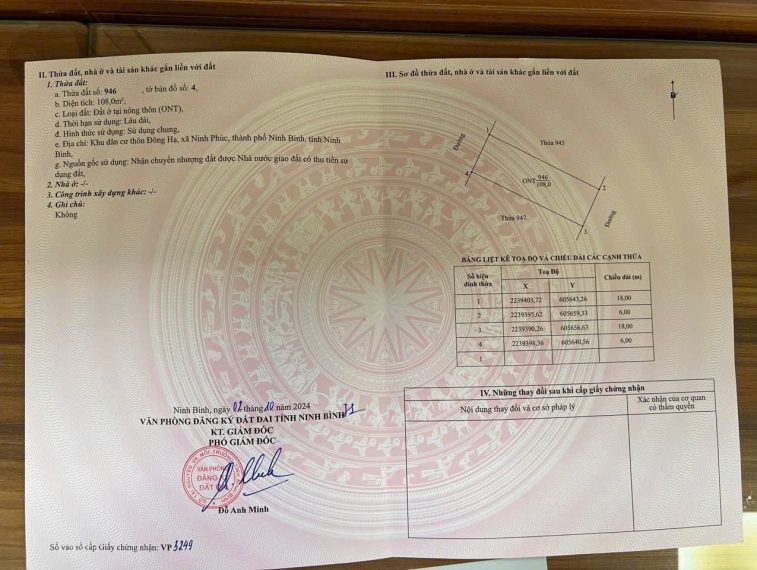 II. Thửa đất, nhà ở và tài sản khác gắn liền với đất
1. Thửa đất:
a. Thửa đất số: 946 , tờ bản đồ số: 4,
b. Diện tích: 108,0m²,
c. Loại đất: Đất ở tại nông thôn (ONT),
d. Thời hạn sử dụng: Lâu dài,
đ. Hình thức sử dụng: Sử dụng chung,
e. Địa chỉ: Khu dân cư thôn Đông Hạ, xã Ninh Phúc, thành phố Ninh Bình, tỉnh Ninh
Bình,
g. Nguồn gốc sử dụng: Nhận chuyển nhượng đất được Nhà nước giao đất có thu tiền sử
dụng đất,
2. Nhà ở: -/-
3. Công trình xây dựng khác: -/-
4. Ghi chú:
Không
Ninh Bình, ngày 02 tháng 10 năm 2024
VĂN PHÒNG ĐĂNG KÝ ĐẤT ĐAI TỈNH NINH BÌNH
KT. GIÁM ĐỐC
PHÓ GIÁM ĐỐC
VĂN PHÒNG
ĐĂNG KÝ
ĐẤT ĐAI
Đỗ Anh Minh
Số vào sổ cấp Giấy chứng nhận: VP 3249
III. Sơ đồ thửa đất, nhà ở và tài sản khác gắn liền với đất
B
Đường
1
Thửa 945
4
ONT 946
108,0
2
Thửa 947
3
Đường
BẢNG LIỆT KÊ TOẠ ĐỘ VÀ CHIỀU DÀI CÁC CẠNH THỬA
Số hiệu đỉnh thửa Toạ Độ Chiều dài (m)
X Y
1 2239403,72 605643,26 18,00
2 2239395,62 605659,33 6,00
3 2239390,26 605656,63 18,00
4 2239398,36 605640,56 6,00
1
IV. Những thay đổi sau khi cấp giấy chứng nhận
Nội dung thay đổi và cơ sở pháp lý
Xác nhận của cơ quan
có thẩm quyền